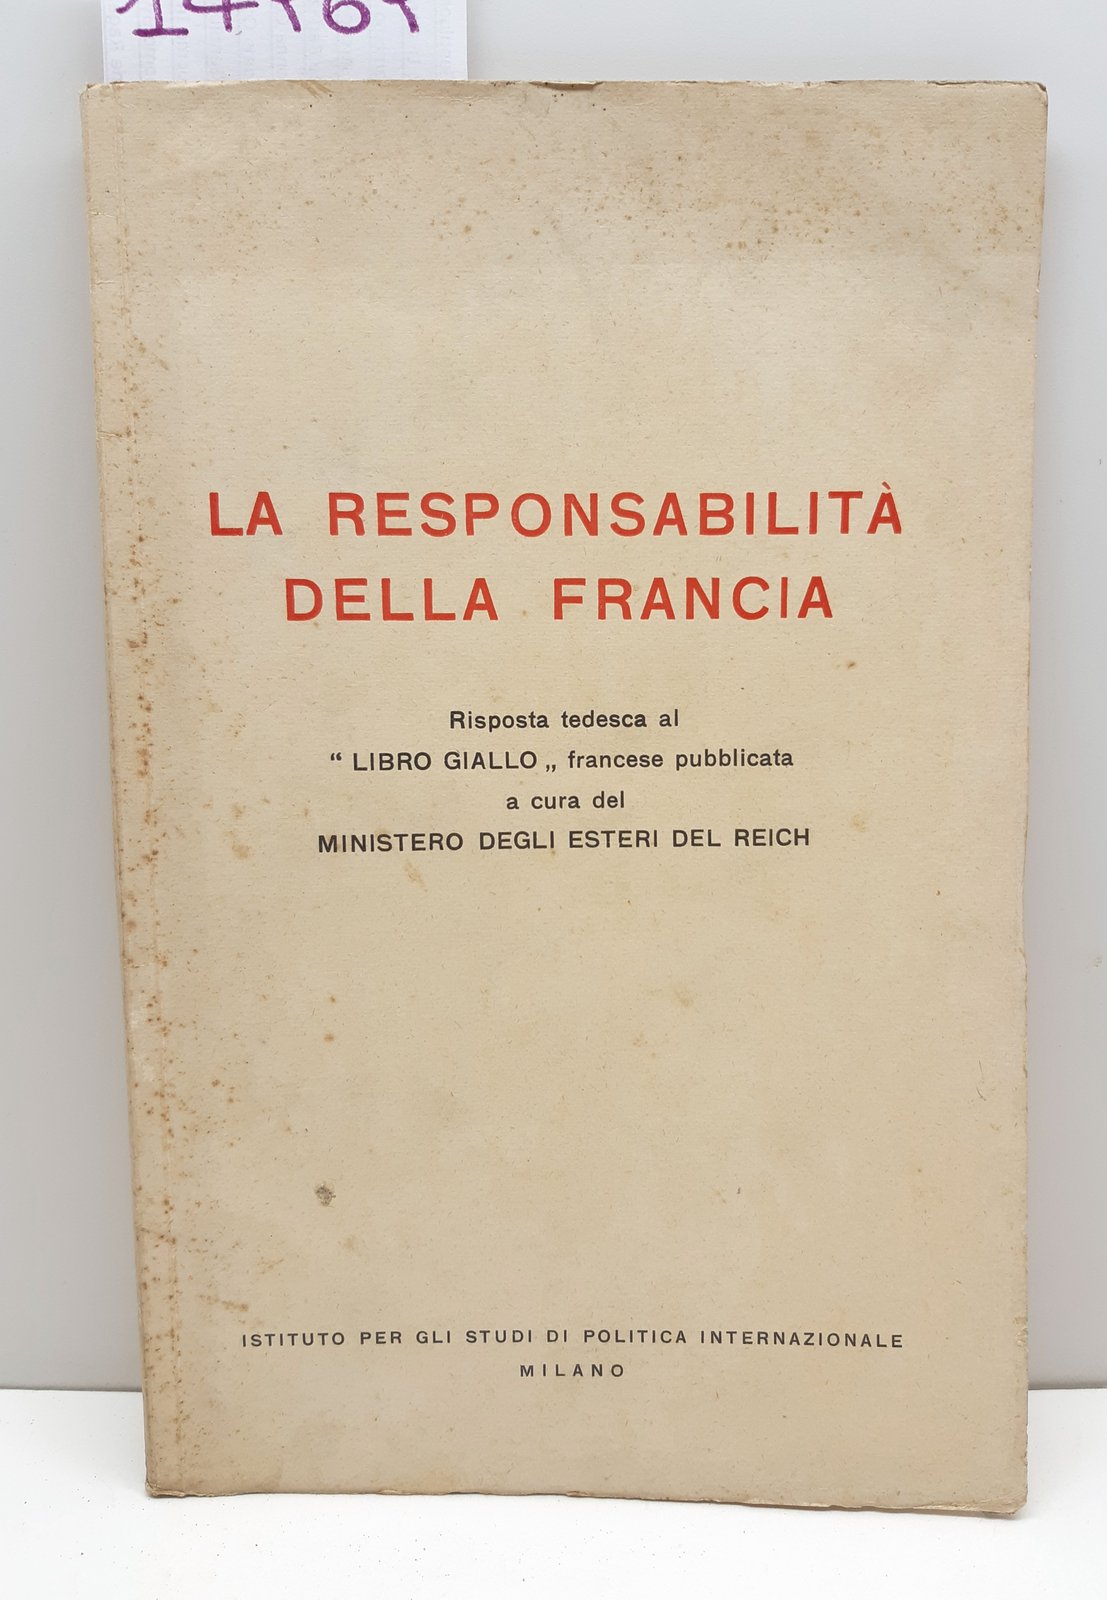 LA RESPONSABILITÀ
DELLA FRANCIA
Risposta tedesca al
“ LIBRO GIALLO „ francese pubblicata
a cura del
MINISTERO DEGLI ESTERI DEL REICH
ISTITUTO PER GLI STUDI DI POLITICA INTERNAZIONALE
MILANO